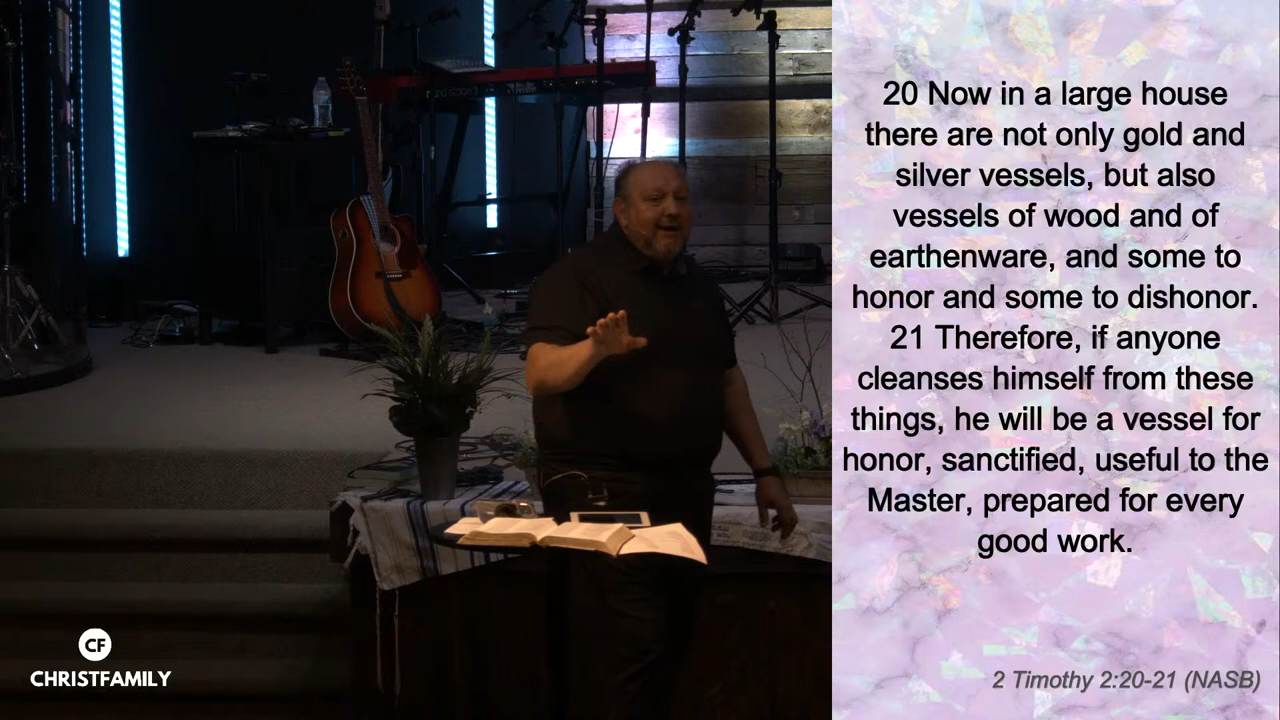 20 Now in a large house
there are not only gold and
silver vessels, but also
vessels of wood and of
earthenware, and some to
honor and some to dishonor.
21 Therefore, if anyone
cleanses himself from these
things, he will be a vessel for
honor, sanctified, useful to the
Master, prepared for every
good work.
2 Timothy 2:20-21 (NASB)
CF
CHRISTFAMILY